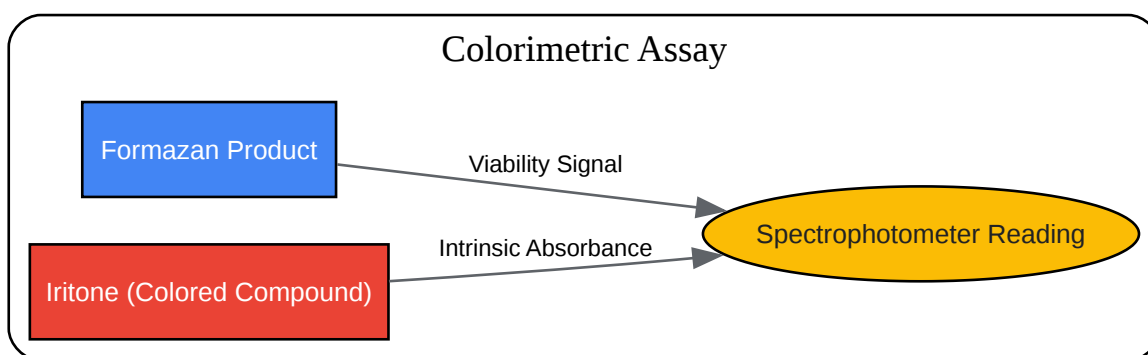 Colorimetric Assay
Formazan Product
Viability Signal
Spectrophotometer Reading
Intrinsic Absorbance
Iritone (Colored Compound)